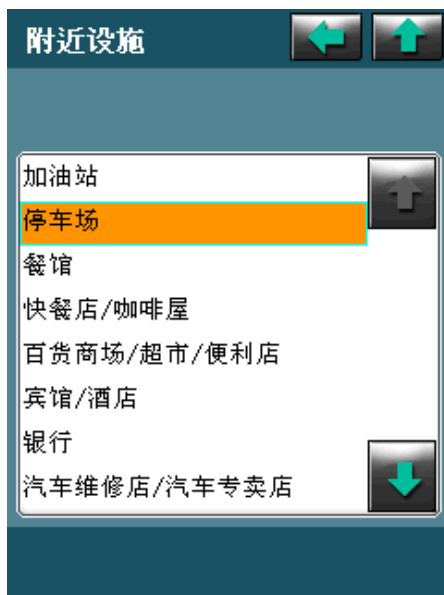 附近设施
加油站
停车场
餐馆
快餐店/咖啡屋
百货商场/超市/便利店
宾馆/酒店
银行
汽车维修店/汽车专卖店